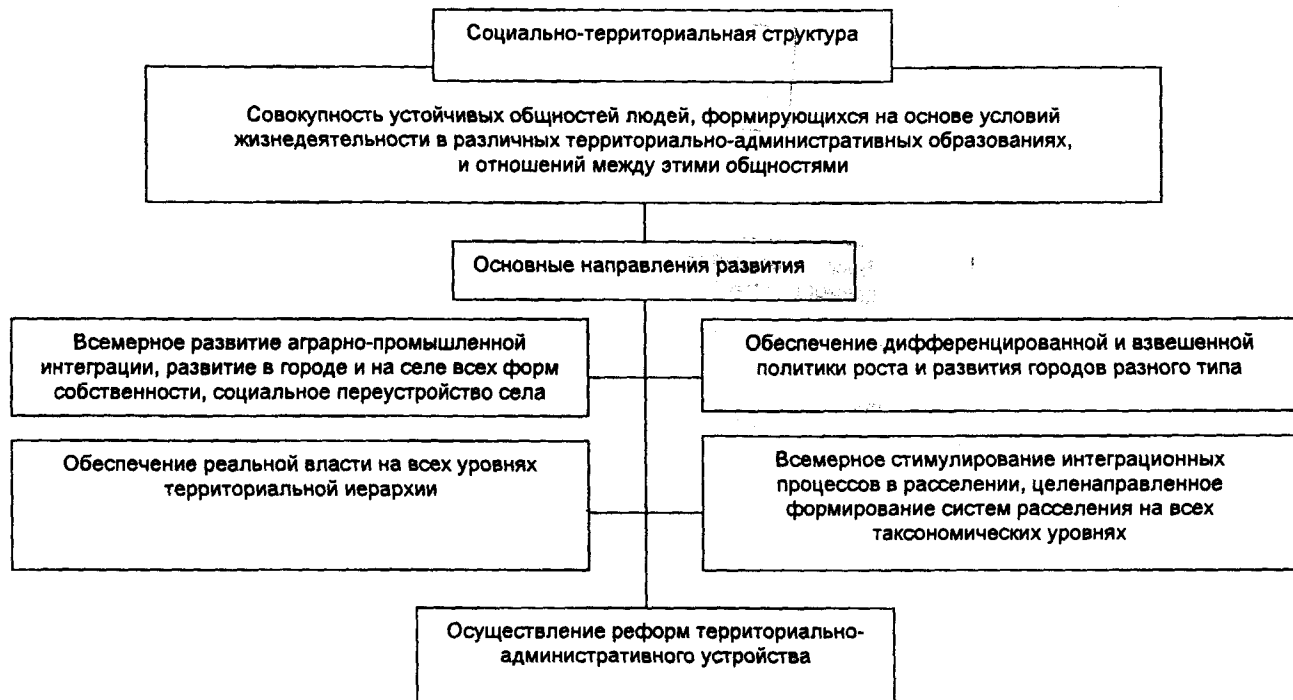 Социально-территориальная структура
Совокупность устойчивых общностей людей, формирующихся на основе условий
жизнедеятельности в различных территориально-административных образованиях,
и отношений между этими общностями
Основные направления развития
Всемерное развитие аграрно-промышленной
интеграции, развитие в городе и на селе всех форм
собственности, социальное переустройство села
Обеспечение дифференцированной и взвешенной
политики роста и развития городов разного типа
Обеспечение реальной власти на всех уровнях
территориальной иерархии
Всемерное стимулирование интеграционных
процессов в расселении, целенаправленное
формирование систем расселения на всех
таксономических уровнях
Осуществление реформ территориально-
административного устройства